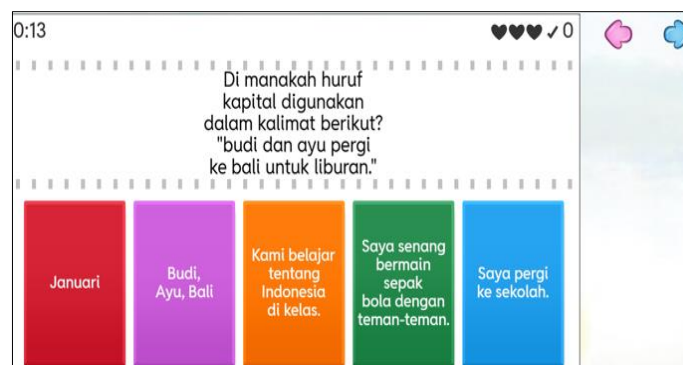 0:13
♥♥♥ ✓ 0
Di manakah huruf
kapital digunakan
dalam kalimat berikut?
"budi dan ayu pergi
ke bali untuk liburan."
Januari
Budi,
Ayu, Bali
Kami belajar
tentang
Indonesia
di kelas.
Saya senang
bermain
sepak
bola dengan
teman-teman.
Saya pergi
ke sekolah.